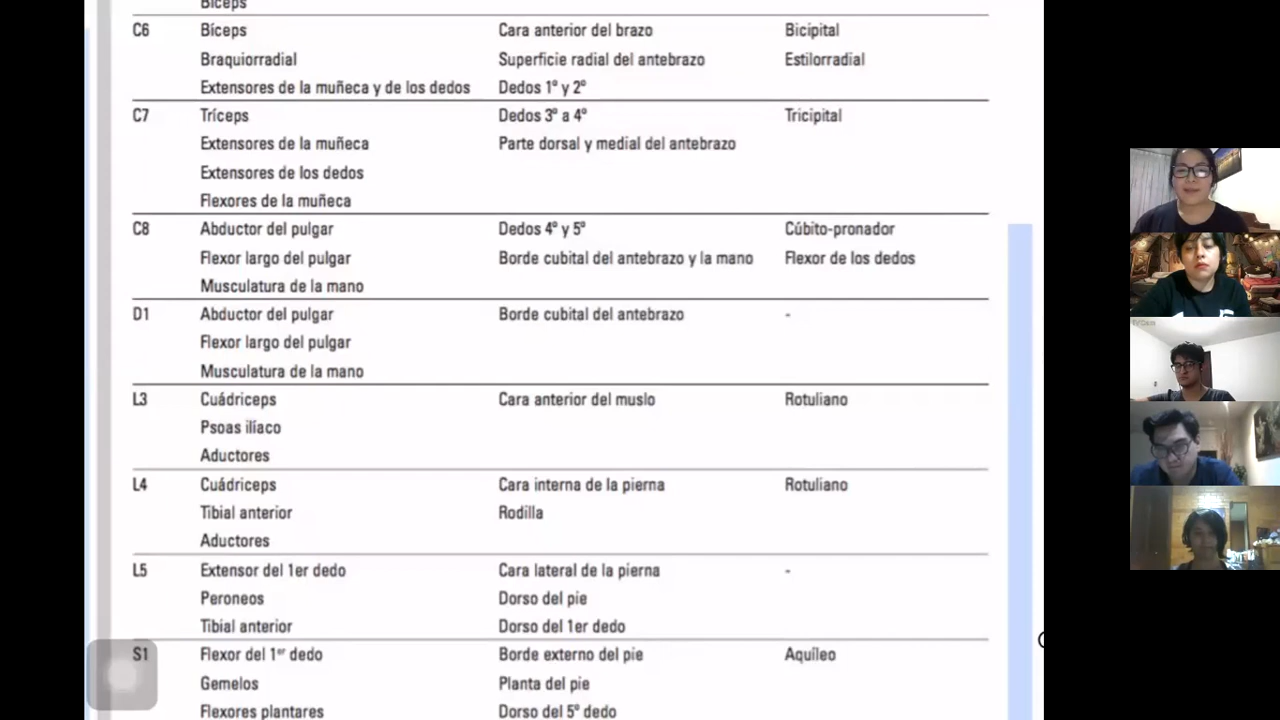 Bíceps
C6 Bíceps Cara anterior del brazo Bicipital
Braquiorradial Superficie radial del antebrazo Estilorradial
Extensores de la muñeca y de los dedos Dedos 1º y 2º
C7 Tríceps Dedos 3º a 4º Tricipital
Extensores de la muñeca Parte dorsal y medial del antebrazo
Extensores de los dedos
Flexores de la muñeca
C8 Abductor del pulgar Dedos 4º y 5º Cúbito-pronador
Flexor largo del pulgar Borde cubital del antebrazo y la mano Flexor de los dedos
Musculatura de la mano
D1 Abductor del pulgar Borde cubital del antebrazo -
Flexor largo del pulgar
Musculatura de la mano
L3 Cuádriceps Cara anterior del muslo Rotuliano
Psoas ilíaco
Aductores
L4 Cuádriceps Cara interna de la pierna Rotuliano
Tibial anterior Rodilla
Aductores
L5 Extensor del 1er dedo Cara lateral de la pierna -
Peroneos Dorso del pie
Tibial anterior Dorso del 1er dedo
S1 Flexor del 1er dedo Borde externo del pie Aquíleo
Gemelos Planta del pie
Flexores plantares Dorso del 5º dedo